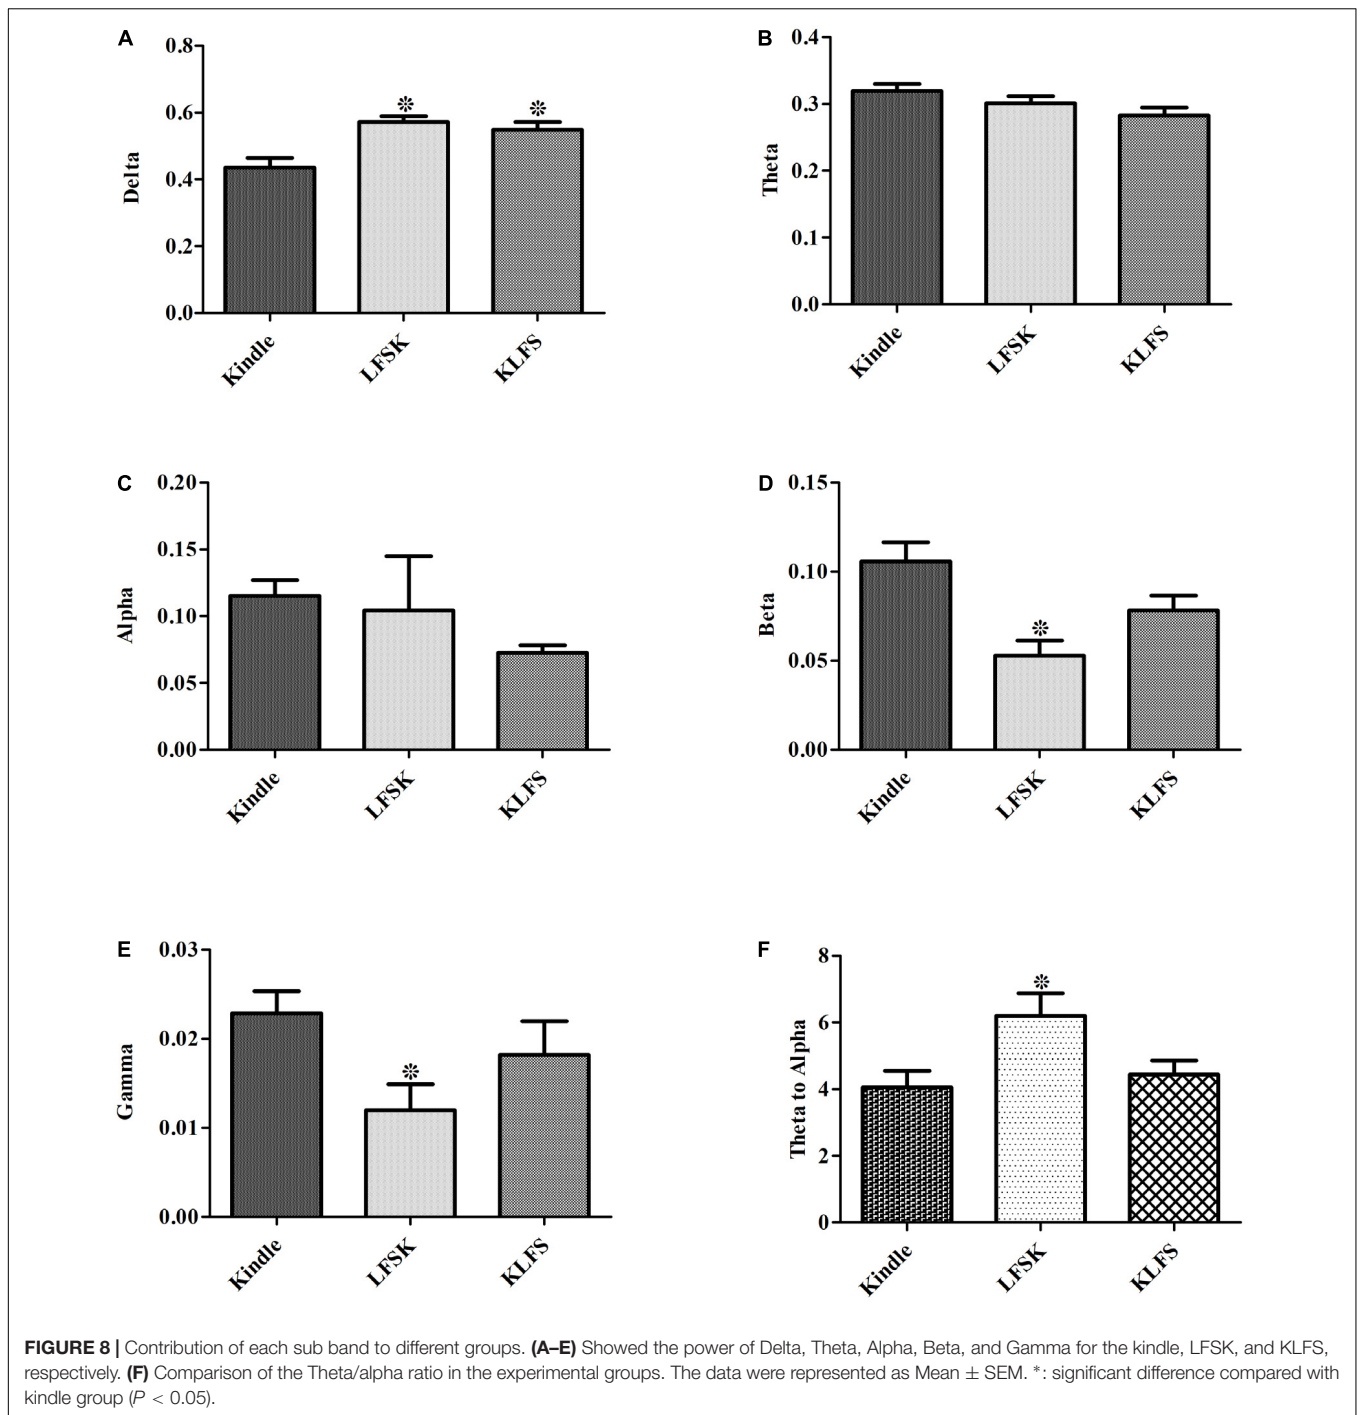 A
0.8
0.6
0.4
0.2
0.0
Delta
❊
❊
Kindle
LFSK
KLFS
B
0.4
0.3
0.2
0.1
0.0
Theta
Kindle
LFSK
KLFS
C
0.20
0.15
0.10
0.05
0.00
Alpha
Kindle
LFSK
KLFS
D
0.15
0.10
0.05
0.00
Beta
❊
Kindle
LFSK
KLFS
E
0.03
0.02
0.01
0.00
Gamma
❊
Kindle
LFSK
KLFS
F
8
6
4
2
0
Theta to Alpha
❊
Kindle
LFSK
KLFS
FIGURE 8 | Contribution of each sub band to different groups. (A–E) Showed the power of Delta, Theta, Alpha, Beta, and Gamma for the kindle, LFSK, and KLFS,
respectively. (F) Comparison of the Theta/alpha ratio in the experimental groups. The data were represented as Mean ± SEM. *: significant difference compared with
kindle group (P < 0.05).